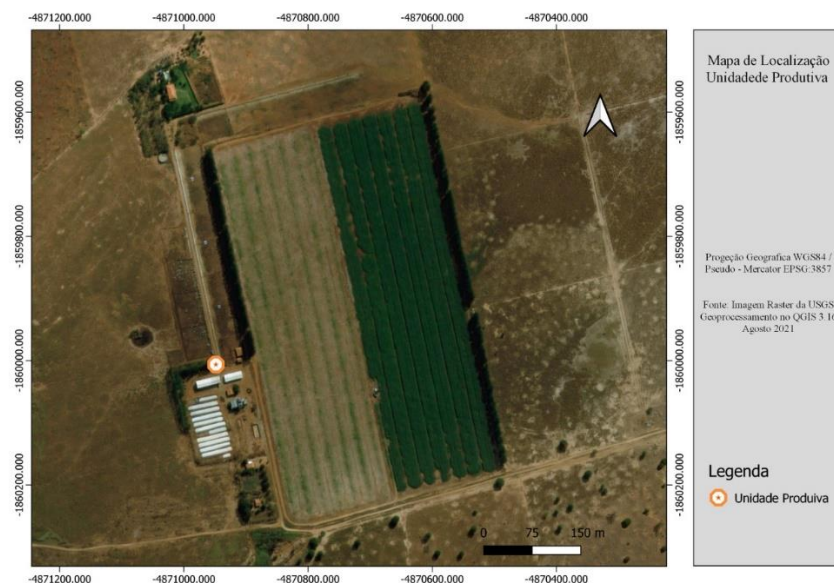 -4871200.000 -4871000.000 -4870800.000 -4870600.000 -4870400.000
-1859600.000 -1859600.000
-1859800.000 -1859800.000
-1860000.000 -1860000.000
-1860200.000 -1860200.000
0 75 150 m
-4871200.000 -4871000.000 -4870800.000 -4870600.000 -4870400.000
Mapa de Localização
Unidadede Produtiva
Progeção Geografica WGS84 /
Pseudo - Mercator EPSG:3857
Fonte: Imagem Raster da USGS
Geoprocessamento no QGIS 3.16
Agosto 2021
Legenda
Unidade Produiva